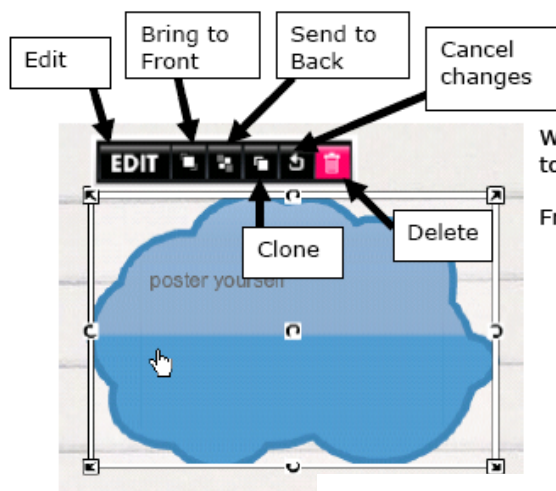 Edit
Bring to
Front
Send to
Back
Cancel
changes
EDIT
Clone
Delete
poster yourself